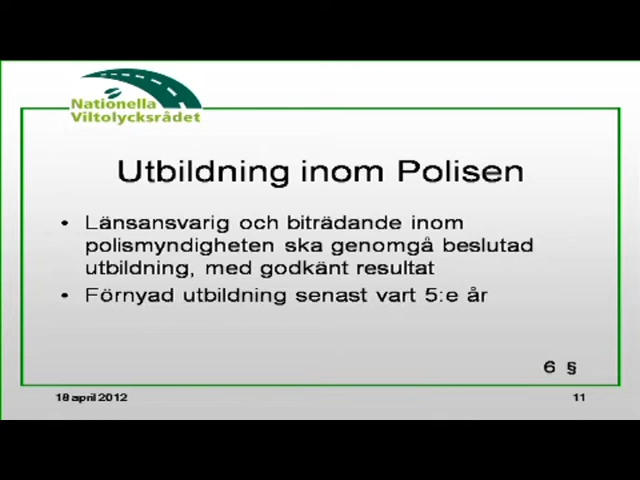 Nationella
Viltolycksrådet
Utbildning inom Polisen
• Länsansvarig och biträdande inom
polismyndigheten ska genomgå beslutad
utbildning, med godkänt resultat
• Förnyad utbildning senast vart 5:e år
6 §
18 april 2012
11